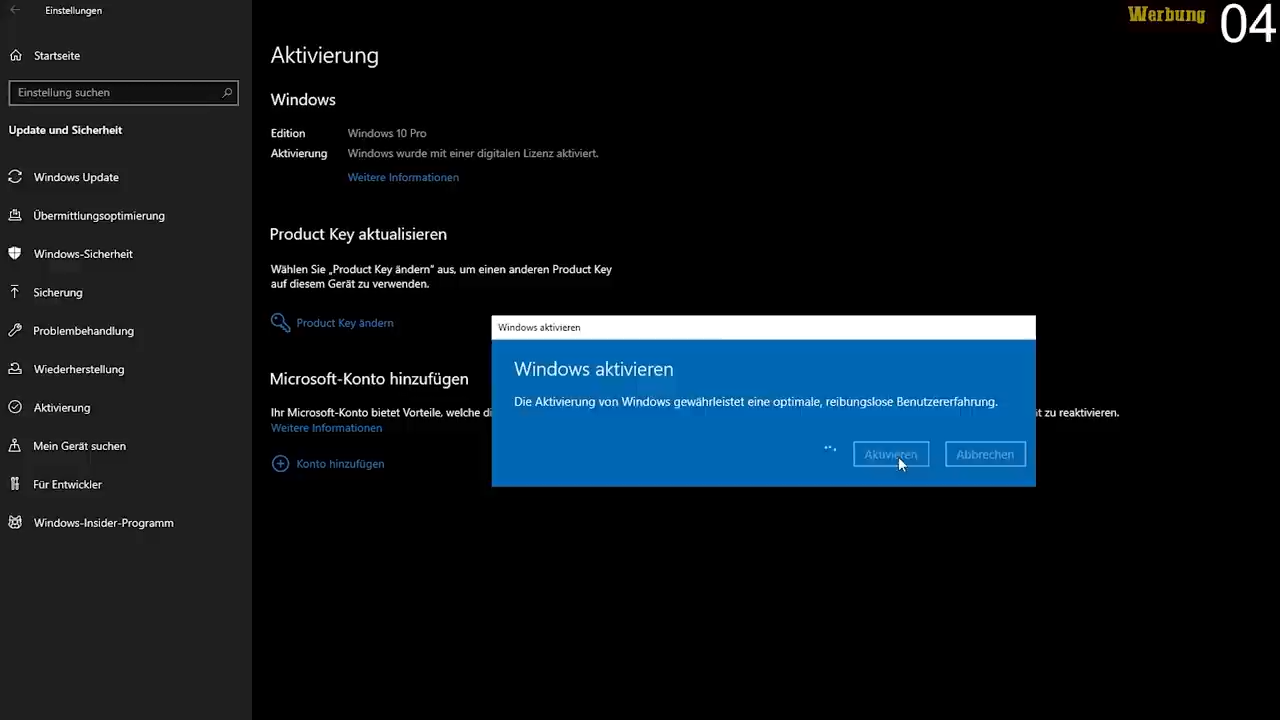 Einstellungen
Werbung
04
Startseite
Einstellung suchen
Update und Sicherheit
Windows Update
Übermittlungsoptimierung
Windows-Sicherheit
Sicherung
Problembehandlung
Wiederherstellung
Aktivierung
Mein Gerät suchen
Für Entwickler
Windows-Insider-Programm
Aktivierung
Windows
Edition Windows 10 Pro
Aktivierung Windows wurde mit einer digitalen Lizenz aktiviert.
Weitere Informationen
Product Key aktualisieren
Wählen Sie „Product Key ändern“ aus, um einen anderen Product Key
auf diesem Gerät zu verwenden.
Product Key ändern
Microsoft-Konto hinzufügen
Ihr Microsoft-Konto bietet Vorteile, welche di
t zu reaktivieren.
Weitere Informationen
Konto hinzufügen
Windows aktivieren
Windows aktivieren
Die Aktivierung von Windows gewährleistet eine optimale, reibungslose Benutzererfahrung.
Aktivieren
Abbrechen